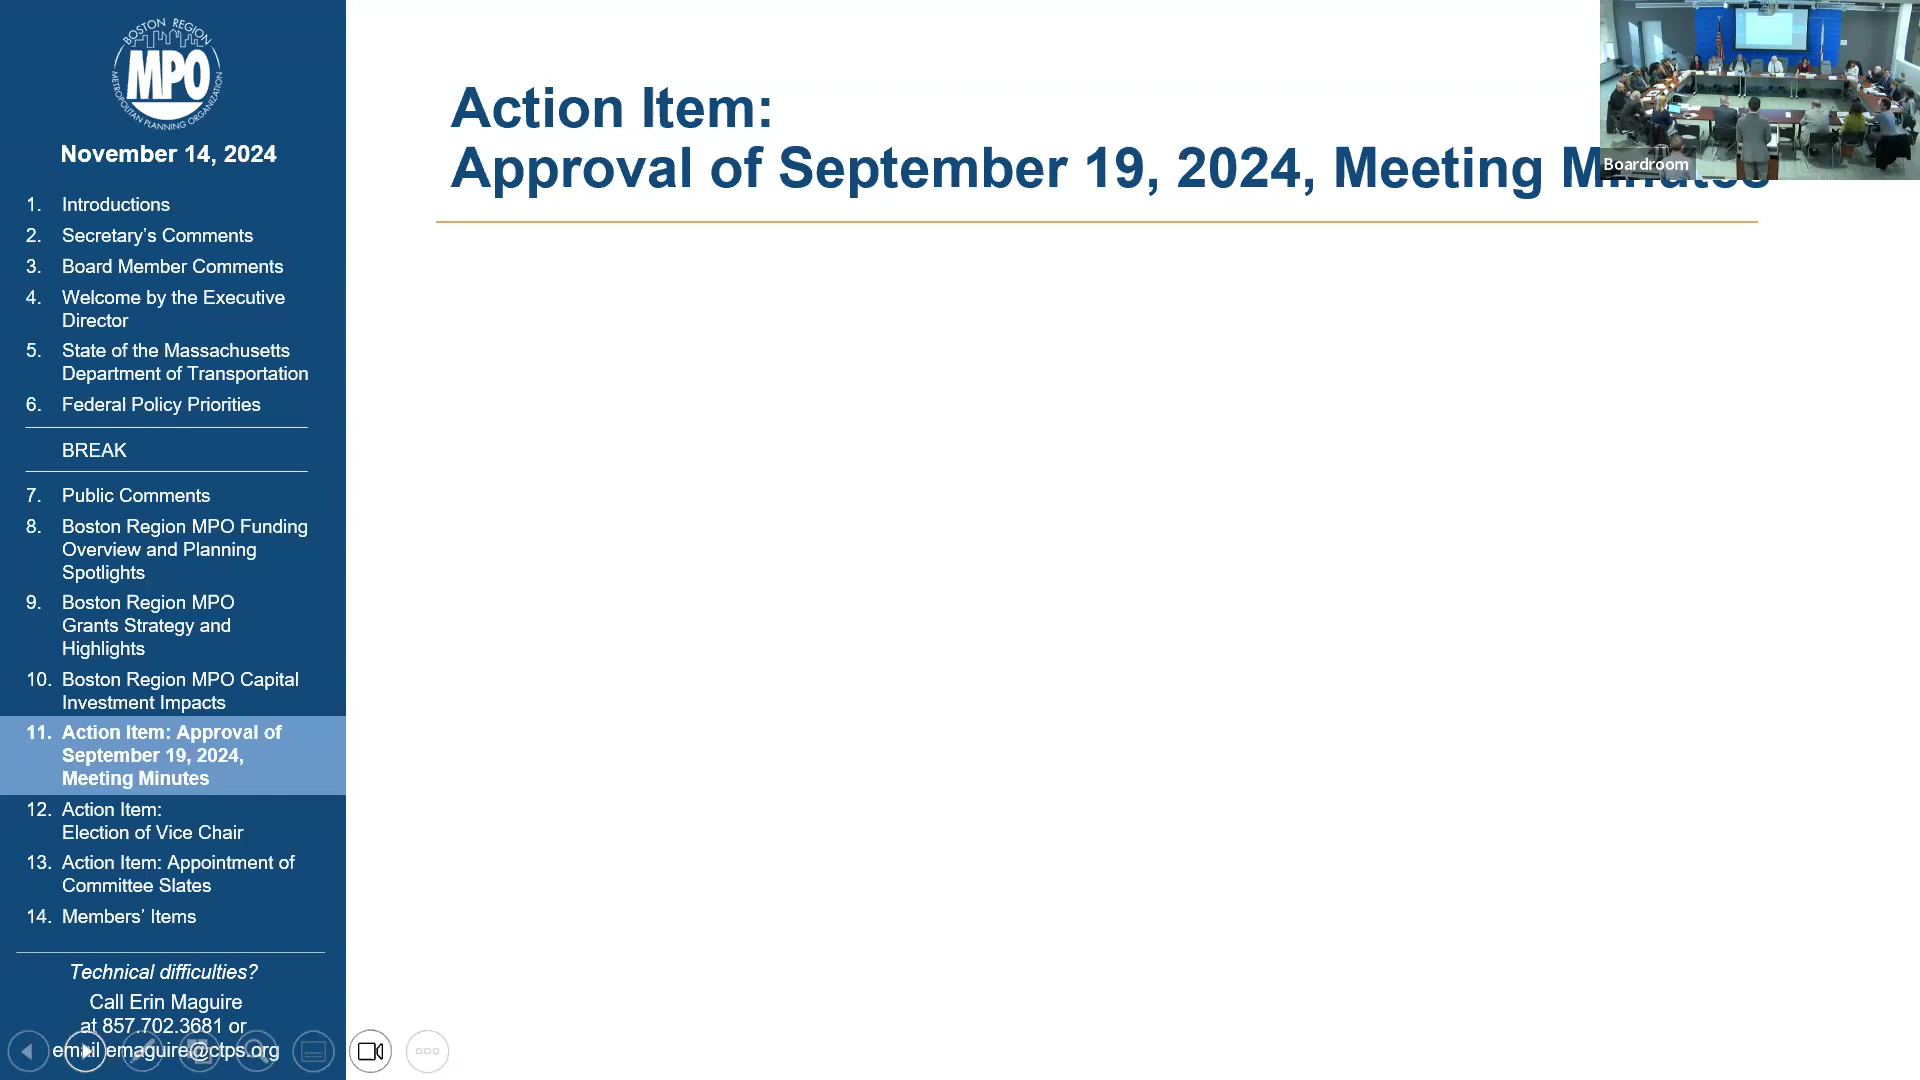 BOSTON REGION
MPO
METROPOLITAN PLANNING ORGANIZATION
November 14, 2024
1. Introductions
2. Secretary’s Comments
3. Board Member Comments
4. Welcome by the Executive
Director
5. State of the Massachusetts
Department of Transportation
6. Federal Policy Priorities
BREAK
7. Public Comments
8. Boston Region MPO Funding
Overview and Planning
Spotlights
9. Boston Region MPO
Grants Strategy and
Highlights
10. Boston Region MPO Capital
Investment Impacts
11. Action Item: Approval of
September 19, 2024,
Meeting Minutes
12. Action Item:
Election of Vice Chair
13. Action Item: Appointment of
Committee Slates
14. Members’ Items
Technical difficulties?
Call Erin Maguire
at 857.702.3681 or
email emaguire@ctps.org
Action Item:
Approval of September 19, 2024, Meeting Minutes
Boardroom